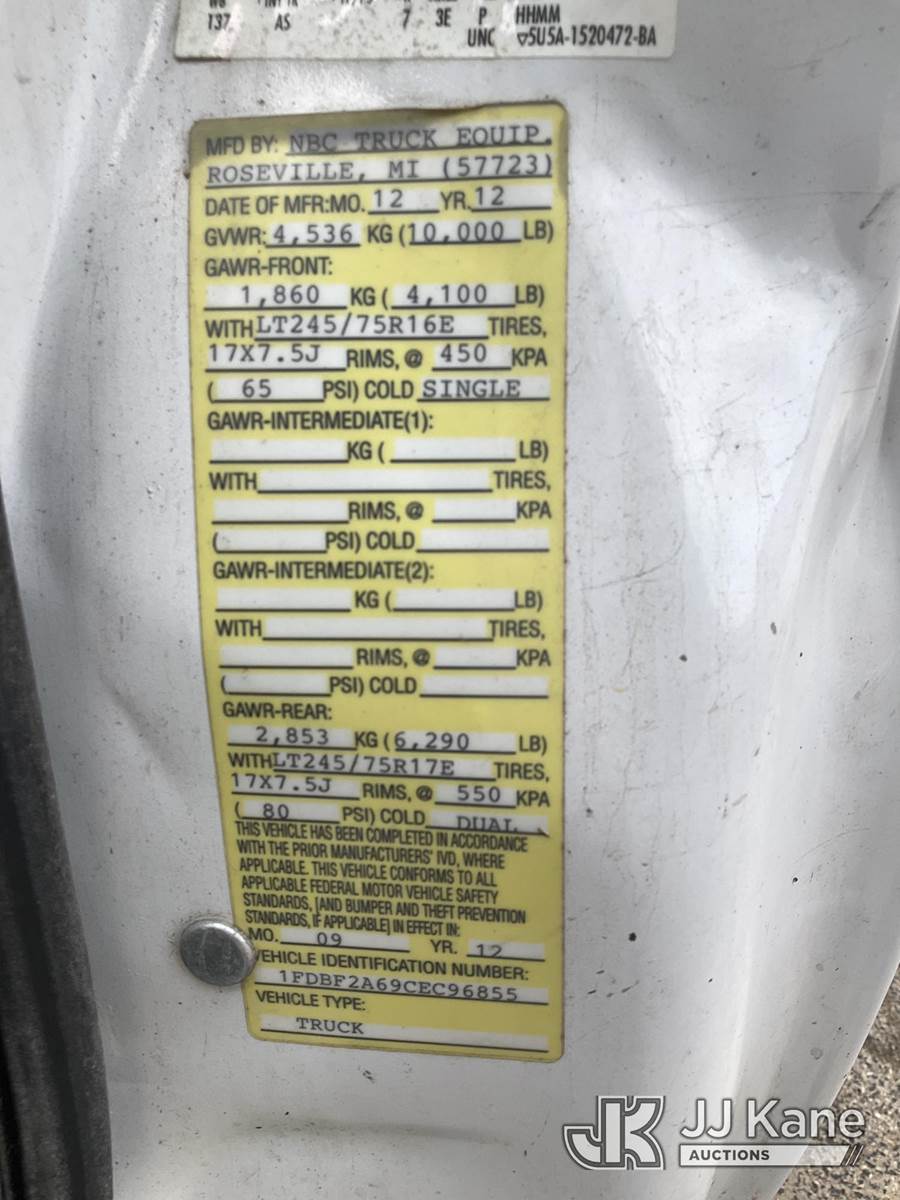 137 AS 7 3E P HHMM
UNC ▽5U5A-1520472-BA
MFD BY: NBC TRUCK EQUIP.
ROSEVILLE, MI (57723)
DATE OF MFR:MO. 12 YR. 12
GVWR: 4,536 KG (10,000 LB)
GAWR-FRONT:
1,860 KG ( 4,100 LB)
WITH LT245/75R16E TIRES,
17X7.5J RIMS, @ 450 KPA
( 65 PSI) COLD SINGLE
GAWR-INTERMEDIATE(1):
KG ( LB)
WITH TIRES,
RIMS, @ KPA
( PSI) COLD
GAWR-INTERMEDIATE(2):
KG ( LB)
WITH TIRES,
RIMS, @ KPA
( PSI) COLD
GAWR-REAR:
2,853 KG (6,290 LB)
WITH LT245/75R17E TIRES,
17X7.5J RIMS, @ 550 KPA
( 80 PSI) COLD DUAL
THIS VEHICLE HAS BEEN COMPLETED IN ACCORDANCE
WITH THE PRIOR MANUFACTURERS' IVD, WHERE
APPLICABLE. THIS VEHICLE CONFORMS TO ALL
APPLICABLE FEDERAL MOTOR VEHICLE SAFETY
STANDARDS, [AND BUMPER AND THEFT PREVENTION
STANDARDS, IF APPLICABLE] IN EFFECT IN:
MO. 09 YR. 12
VEHICLE IDENTIFICATION NUMBER:
1FDBF2A69CEC96855
VEHICLE TYPE:
TRUCK
JK JJ Kane
AUCTIONS